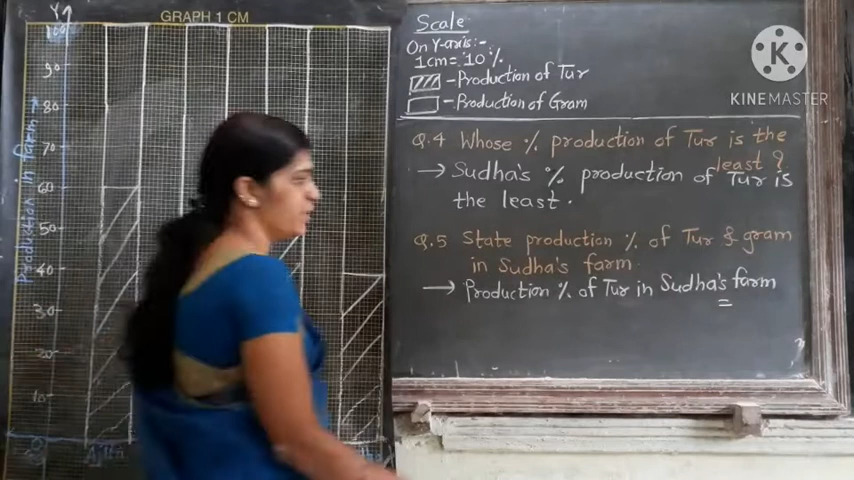 GRAPH 1 CM
Y
100
90
80
70
60
50
40
30
20
10
0
Production in farm
Scale
On Y-axis:-
1cm = 10%
- Production of Tur
- Production of Gram
K
KINEMASTER
Q.4 Whose % production of Tur is the least?
→ Sudha's % production of Tur is
the least.
Q.5 State production % of Tur & gram
in Sudha's farm.
→ Production % of Tur in Sudha's farm
=